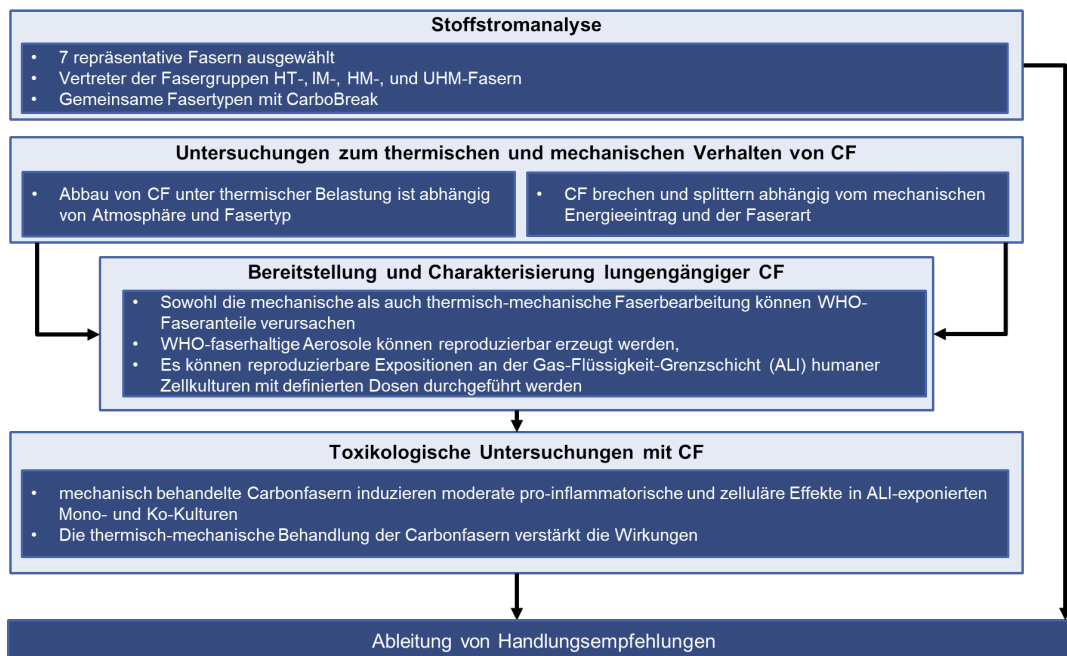 Stoffstromanalyse
• 7 repräsentative Fasern ausgewählt
• Vertreter der Fasergruppen HT-, IM-, HM-, und UHM-Fasern
• Gemeinsame Fasertypen mit CarboBreak
Untersuchungen zum thermischen und mechanischen Verhalten von CF
• Abbau von CF unter thermischer Belastung ist abhängig
von Atmosphäre und Fasertyp
• CF brechen und splittern abhängig vom mechanischen
Energieeintrag und der Faserart
Bereitstellung und Charakterisierung lungengängiger CF
• Sowohl die mechanische als auch thermisch-mechanische Faserbearbeitung können WHO-
Faseranteile verursachen
• WHO-faserhaltige Aerosole können reproduzierbar erzeugt werden,
• Es können reproduzierbare Expositionen an der Gas-Flüssigkeit-Grenzschicht (ALI) humaner
Zellkulturen mit definierten Dosen durchgeführt werden
Toxikologische Untersuchungen mit CF
• mechanisch behandelte Carbonfasern induzieren moderate pro-inflammatorische und zelluläre Effekte in ALI-exponierten
Mono- und Ko-Kulturen
• Die thermisch-mechanische Behandlung der Carbonfasern verstärkt die Wirkungen
Ableitung von Handlungsempfehlungen